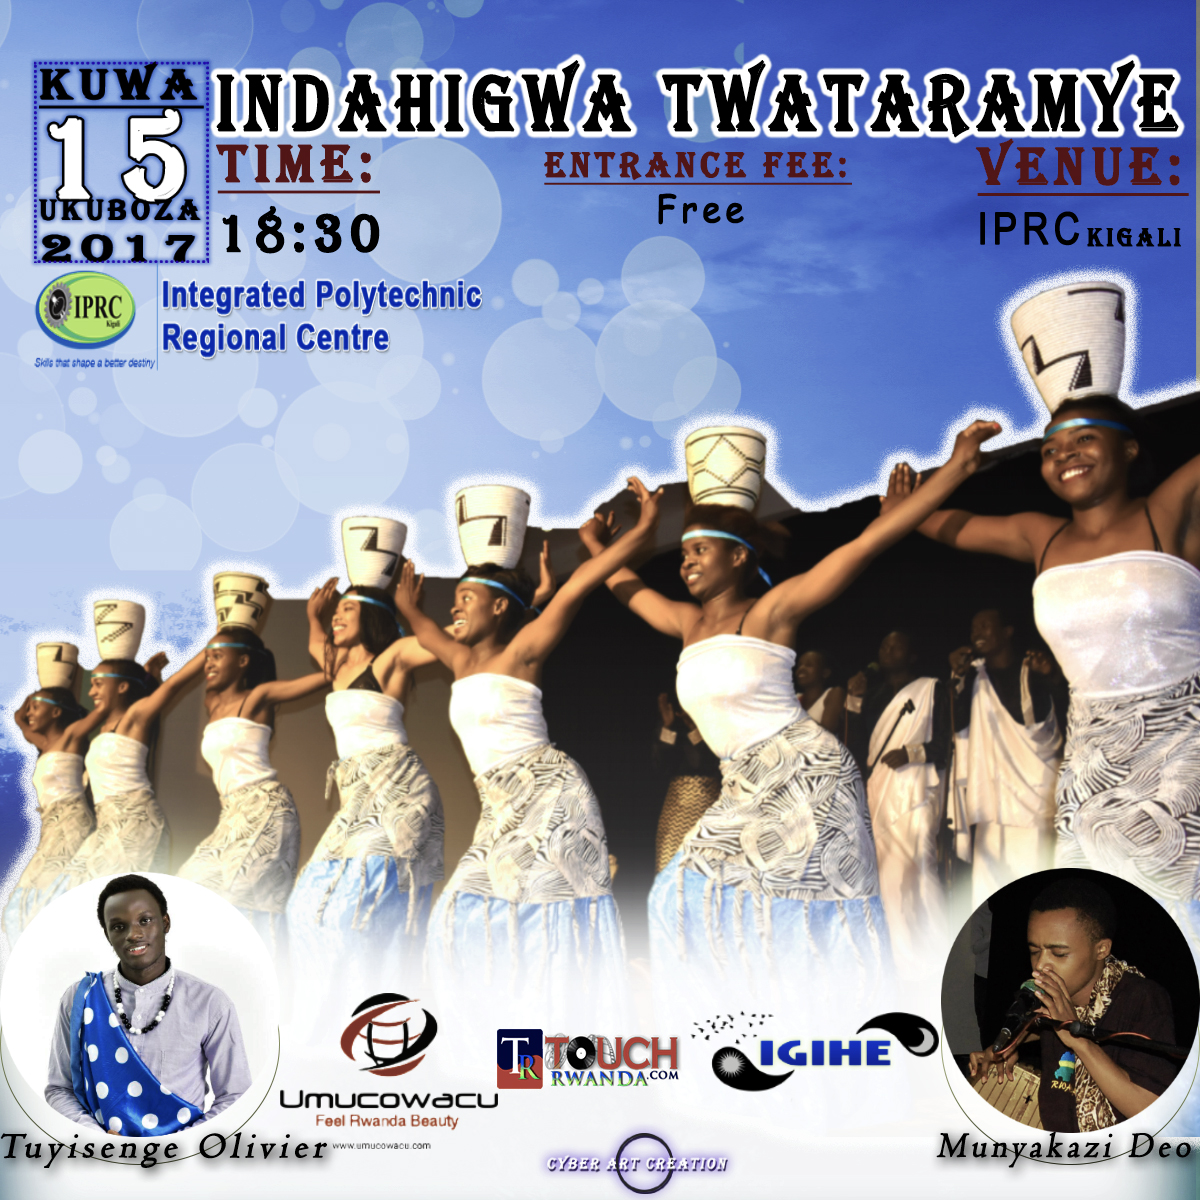 KUWA
15
UKUBOZA
2017
INDAHIGWA TWATARAMYE
TIME:
18:30
ENTRANCE FEE:
Free
VENUE:
IPRC KIGALI
IPRC
Kigali
Skills that shape a better destiny
Integrated Polytechnic
Regional Centre
Tuyisenge Olivier
UMUCOWACU
Feel Rwanda Beauty
www.umucowacu.com
TR TOUCH
RWANDA.COM
IGIHE
CYBER ART CREATION
Munyakazi Deo